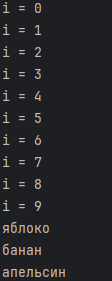 i = 0
i = 1
i = 2
i = 3
i = 4
i = 5
i = 6
i = 7
i = 8
i = 9
яблоко
банан
апельсин